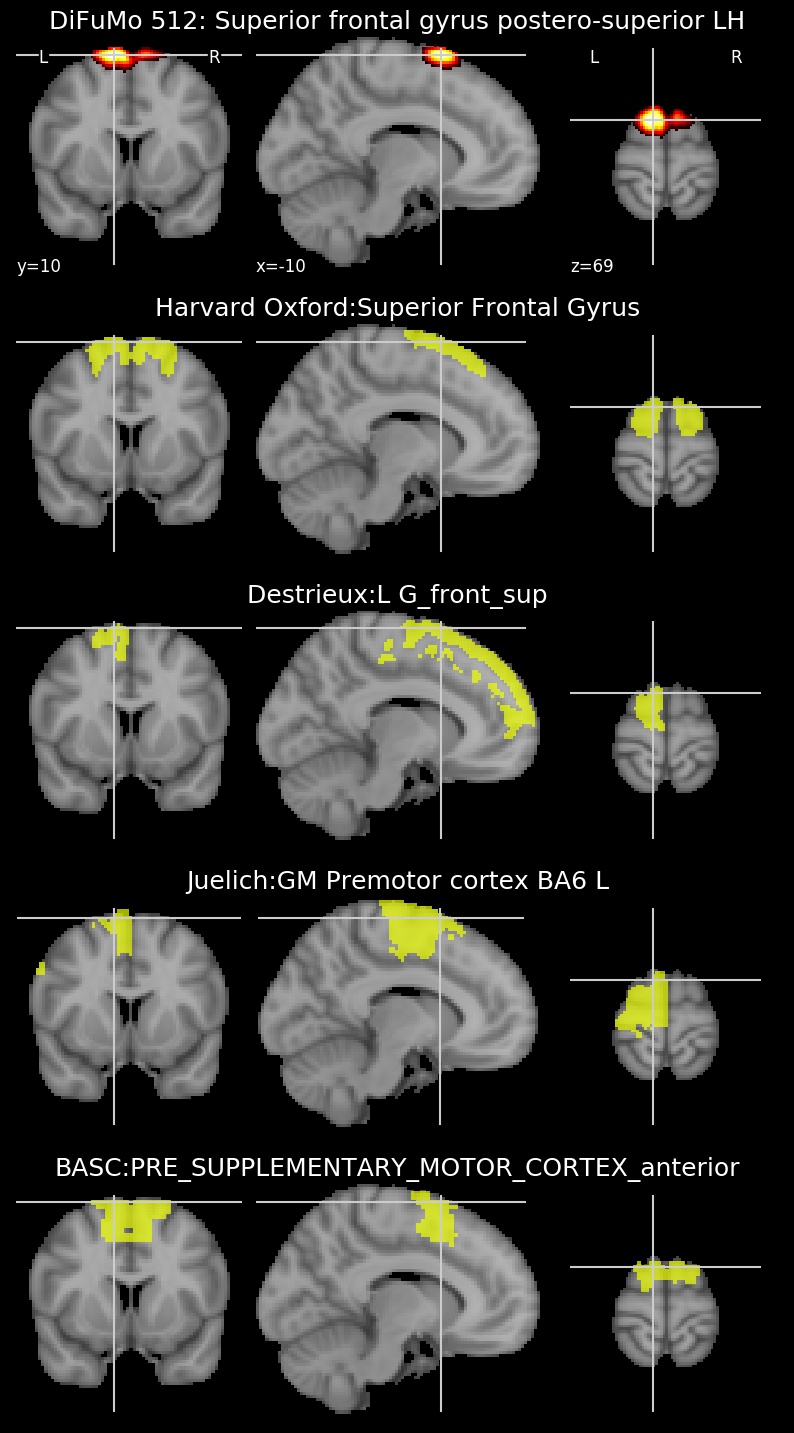 DiFuMo 512: Superior frontal gyrus postero-superior LH
L R L R
y=10 x=-10 z=69
Harvard Oxford:Superior Frontal Gyrus
Destrieux:L G_front_sup
Juelich:GM Premotor cortex BA6 L
BASC:PRE_SUPPLEMENTARY_MOTOR_CORTEX_anterior